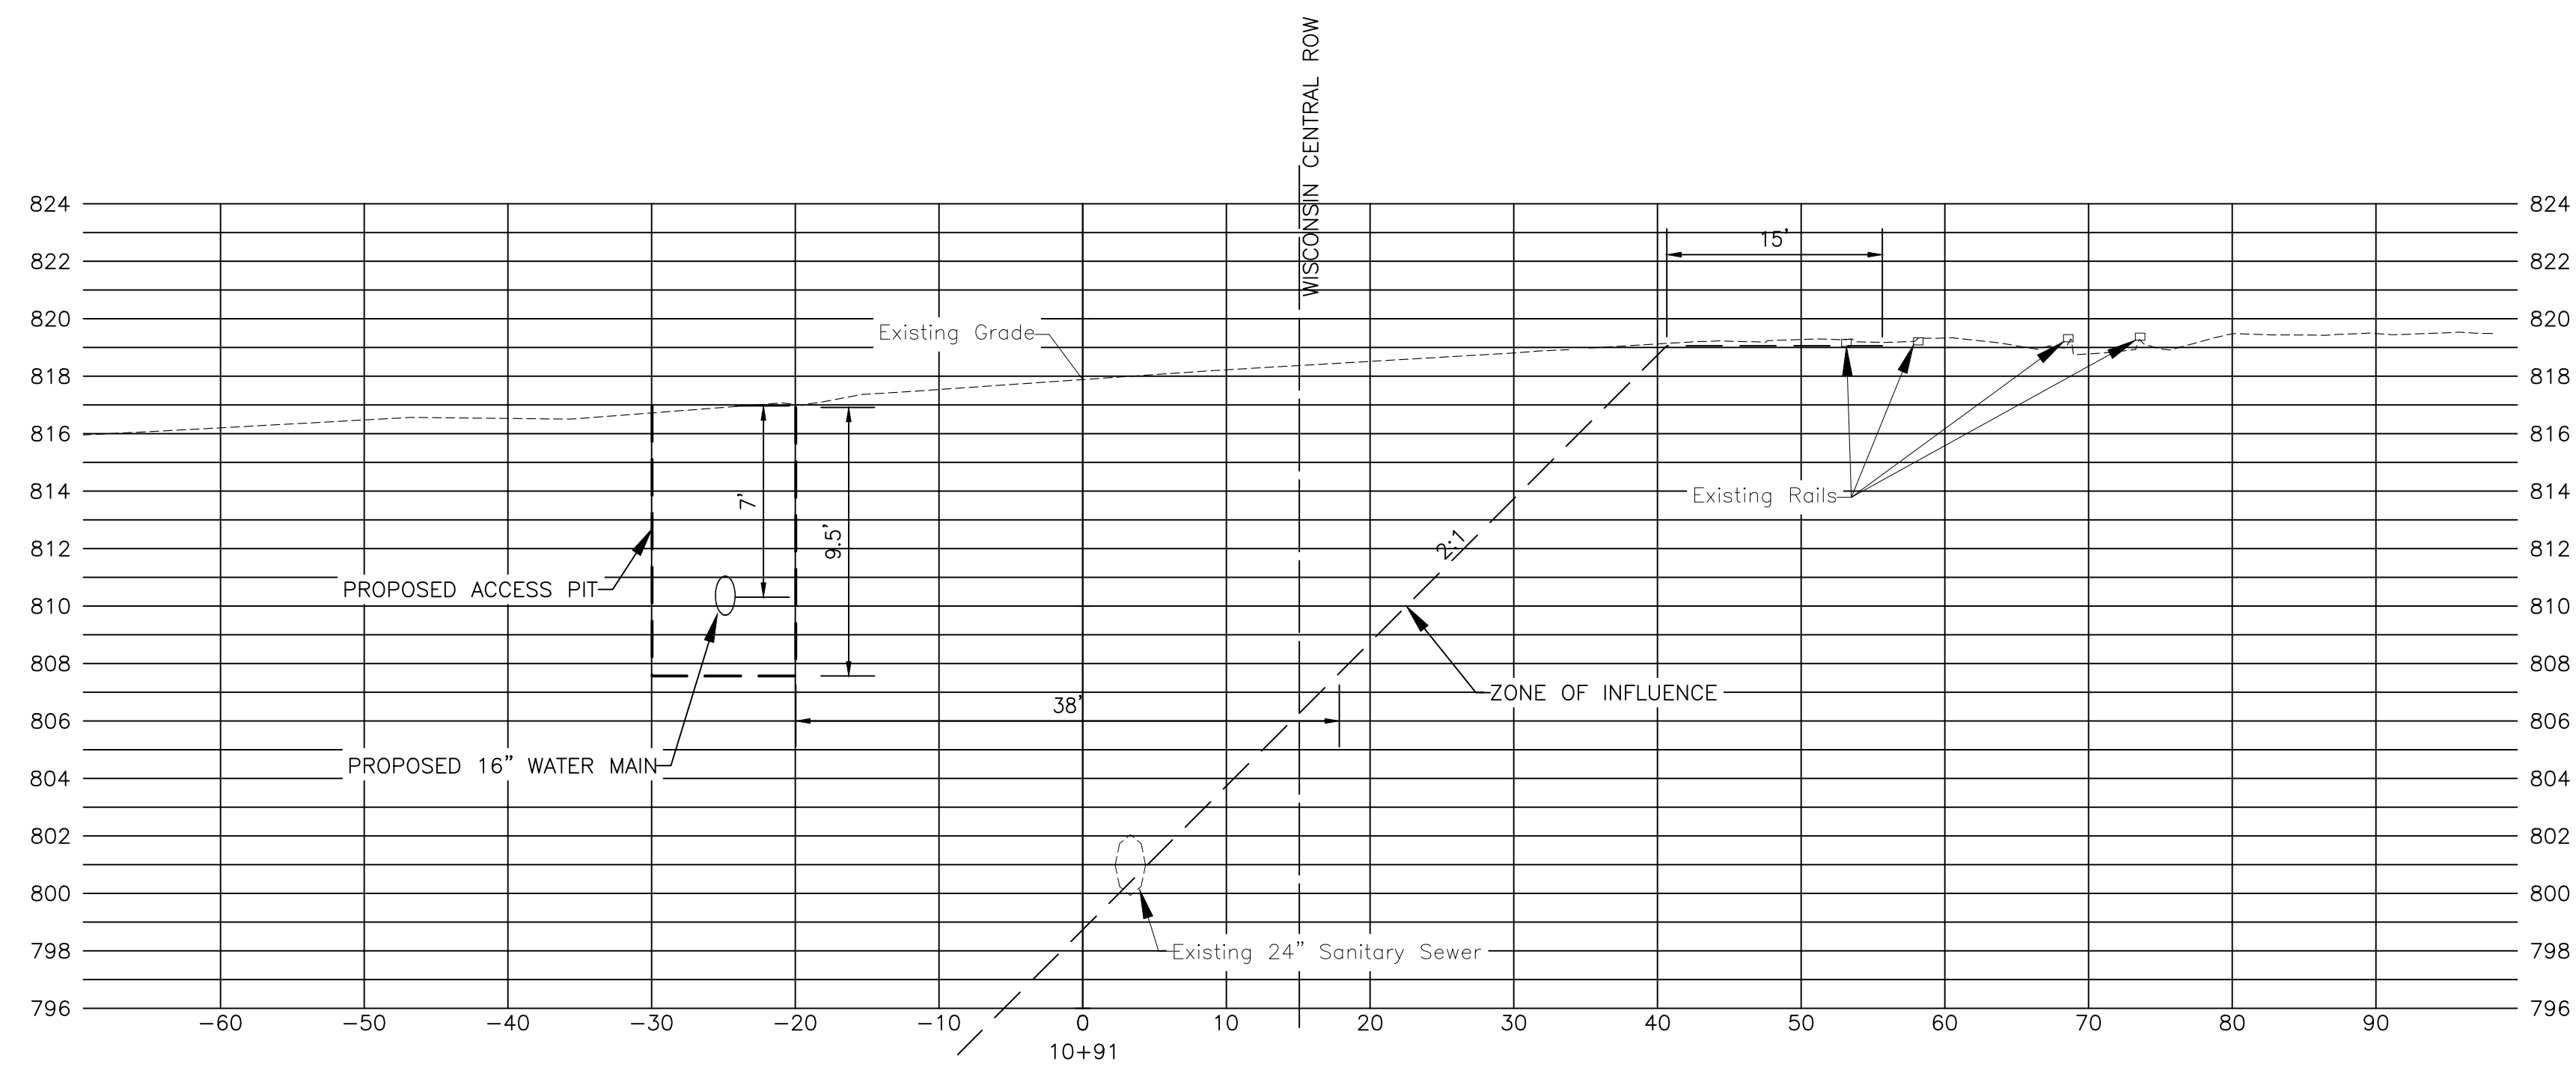 WISCONSIN CENTRAL ROW
824 824
15'
822 822
820 820
Existing Grade
818 818
816 816
7'
814 Existing Rails 814
9.5'
812 2:1 812
PROPOSED ACCESS PIT
810 810
808 808
38' ZONE OF INFLUENCE
806 806
PROPOSED 16" WATER MAIN
804 804
802 802
800 800
798 Existing 24" Sanitary Sewer 798
796 796
-60 -50 -40 -30 -20 -10 0 10 20 30 40 50 60 70 80 90
10+91